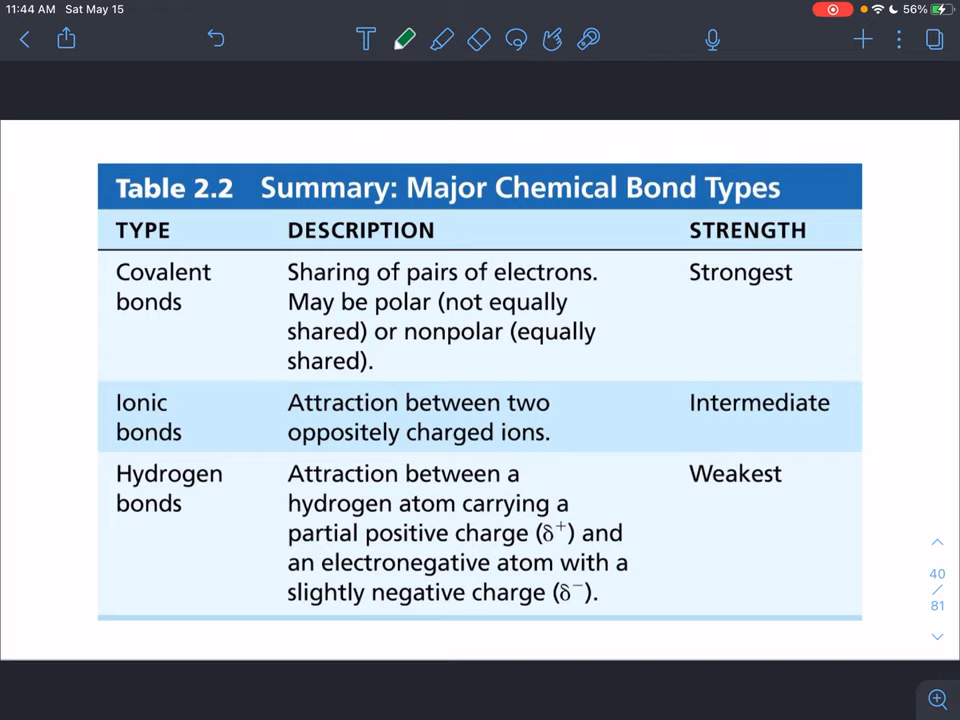 11:44 AM Sat May 15
56%
Table 2.2 Summary: Major Chemical Bond Types
TYPE DESCRIPTION STRENGTH
Covalent Sharing of pairs of electrons. Strongest
bonds May be polar (not equally
shared) or nonpolar (equally
shared).
Ionic Attraction between two Intermediate
bonds oppositely charged ions.
Hydrogen Attraction between a Weakest
bonds hydrogen atom carrying a
partial positive charge (δ⁺) and
an electronegative atom with a
slightly negative charge (δ⁻).
40
/
81